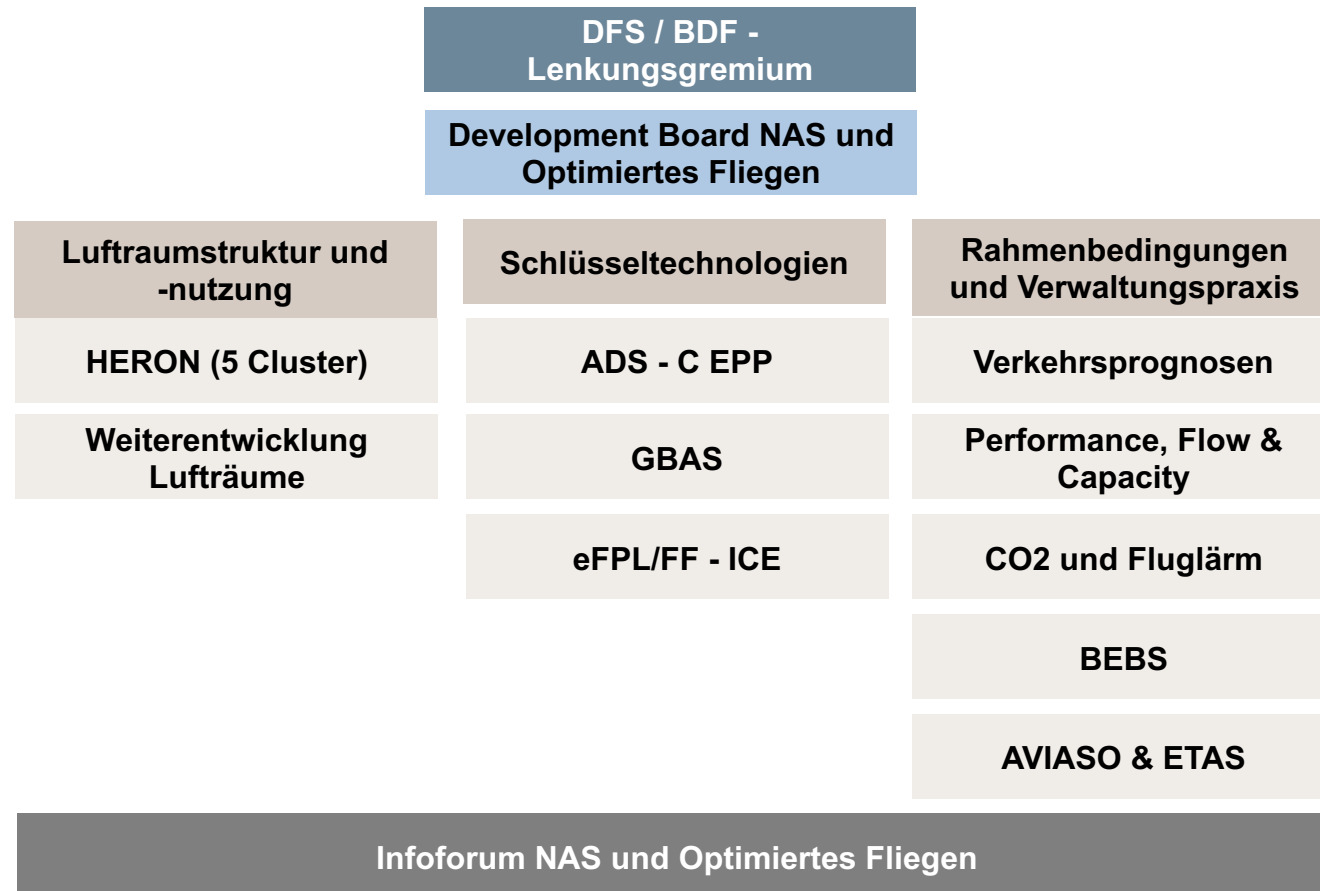 DFS / BDF -
Lenkungsgremium
Development Board NAS und
Optimiertes Fliegen
Luftraumstruktur und
-nutzung
HERON (5 Cluster)
Weiterentwicklung
Lufträume
Schlüsseltechnologien
ADS - C EPP
GBAS
eFPL/FF - ICE
Rahmenbedingungen
und Verwaltungspraxis
Verkehrsprognosen
Performance, Flow &
Capacity
CO2 und Fluglärm
BEBS
AVIASO & ETAS
Infoforum NAS und Optimiertes Fliegen